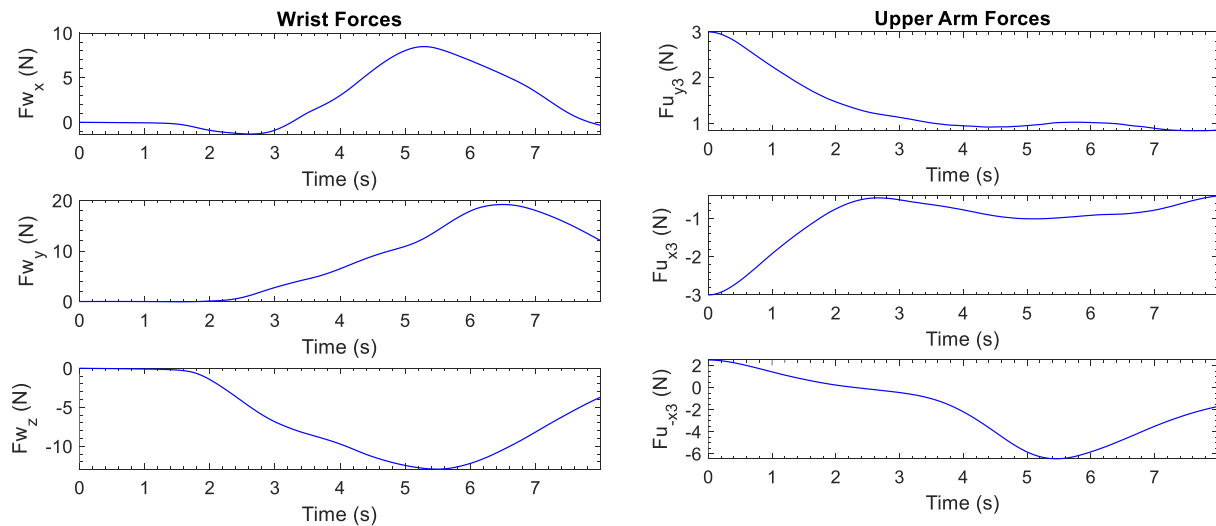 Wrist Forces
10
5
0
Fw_x (N)
0 1 2 3 4 5 6 7
Time (s)
20
10
0
Fw_y (N)
0 1 2 3 4 5 6 7
Time (s)
0
-5
-10
Fw_z (N)
0 1 2 3 4 5 6 7
Time (s)
Upper Arm Forces
3
2
1
Fu_y3 (N)
0 1 2 3 4 5 6 7
Time (s)
-1
-2
-3
Fu_x3 (N)
0 1 2 3 4 5 6 7
Time (s)
2
0
-2
-4
-6
Fu_-x3 (N)
0 1 2 3 4 5 6 7
Time (s)